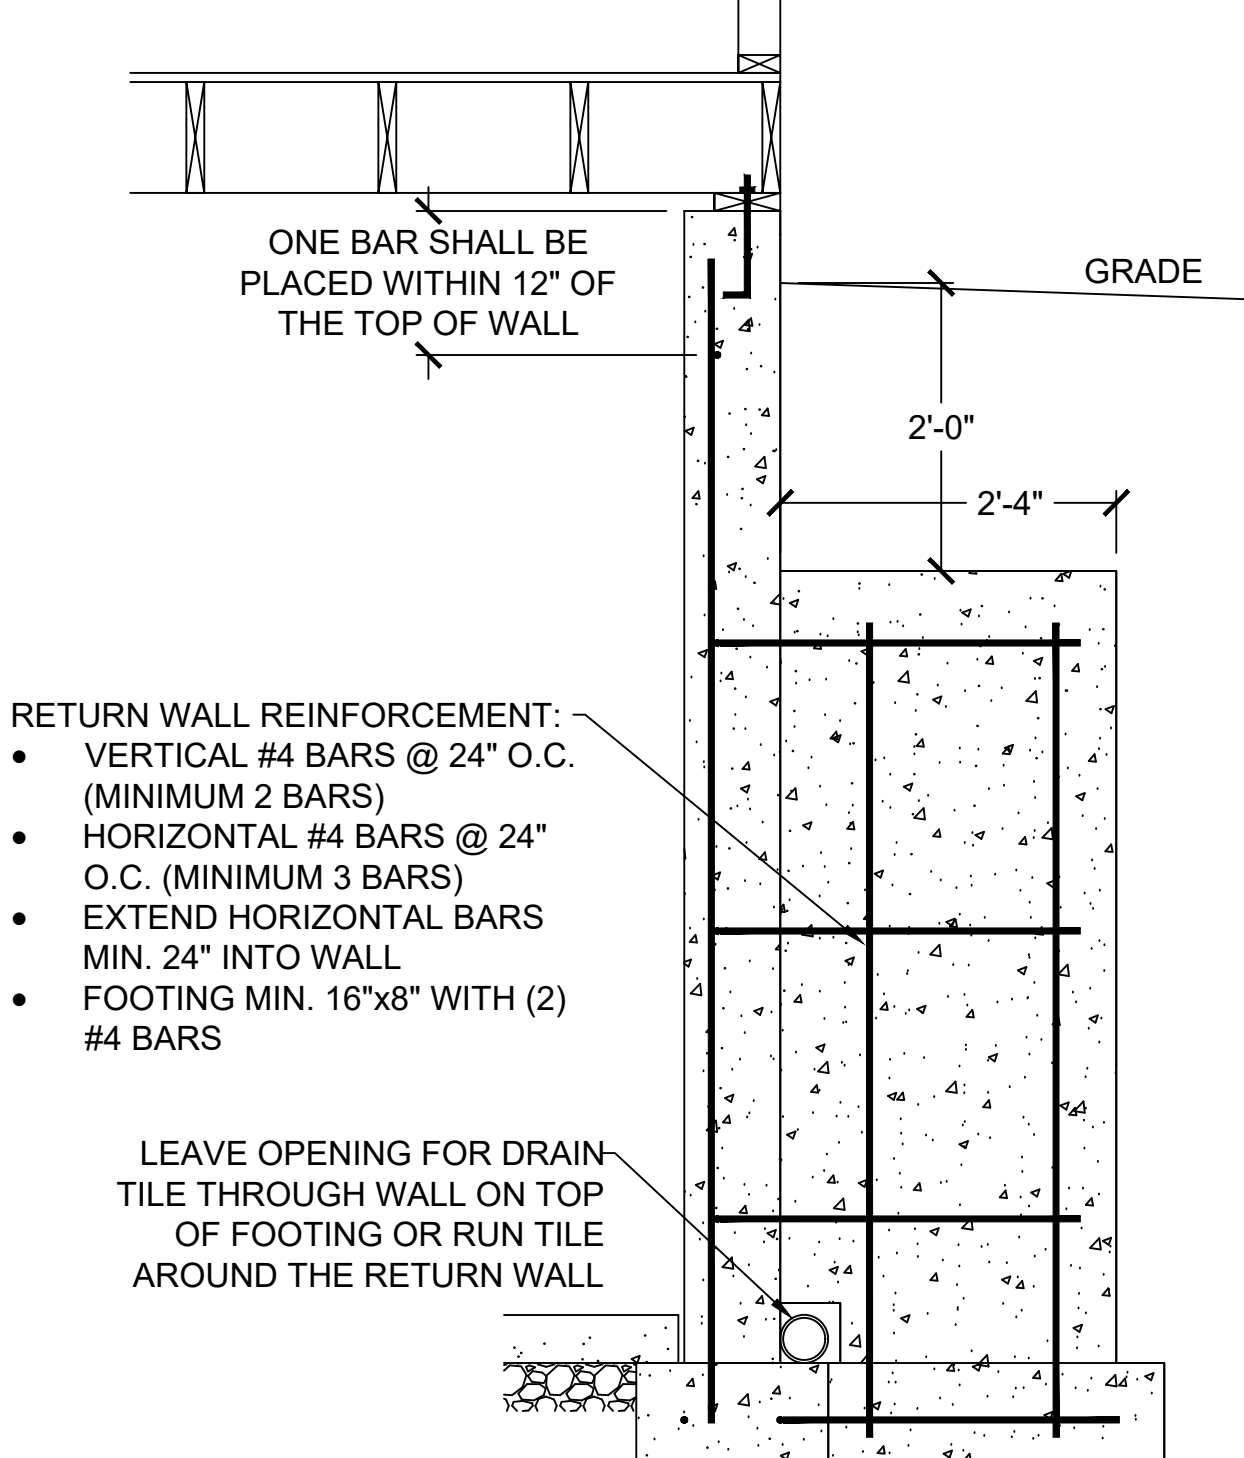 ONE BAR SHALL BE
PLACED WITHIN 12" OF
THE TOP OF WALL
GRADE
2'-0"
2'-4"
RETURN WALL REINFORCEMENT:
• VERTICAL #4 BARS @ 24" O.C.
(MINIMUM 2 BARS)
• HORIZONTAL #4 BARS @ 24"
O.C. (MINIMUM 3 BARS)
• EXTEND HORIZONTAL BARS
MIN. 24" INTO WALL
• FOOTING MIN. 16"x8" WITH (2)
#4 BARS
LEAVE OPENING FOR DRAIN
TILE THROUGH WALL ON TOP
OF FOOTING OR RUN TILE
AROUND THE RETURN WALL